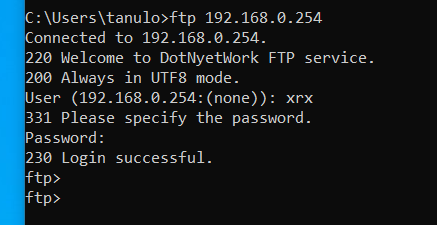 C:\Users\tanulo>ftp 192.168.0.254
Connected to 192.168.0.254.
220 Welcome to DotNyetWork FTP service.
200 Always in UTF8 mode.
User (192.168.0.254:(none)): xrx
331 Please specify the password.
Password:
230 Login successful.
ftp>
ftp>